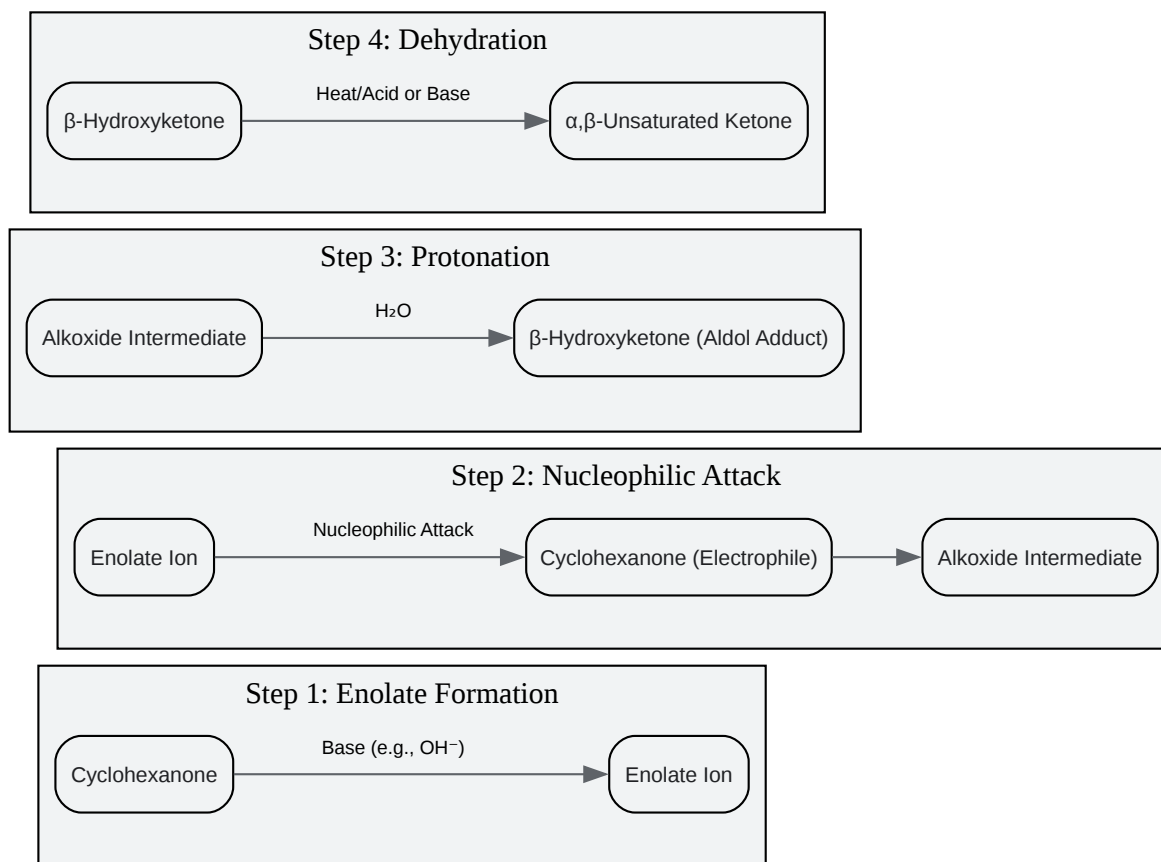 Step 4: Dehydration
Heat/Acid or Base
β-Hydroxyketone
α,β-Unsaturated Ketone
Step 3: Protonation
H₂O
Alkoxide Intermediate
β-Hydroxyketone (Aldol Adduct)
Step 2: Nucleophilic Attack
Nucleophilic Attack
Enolate Ion
Cyclohexanone (Electrophile)
Alkoxide Intermediate
Step 1: Enolate Formation
Base (e.g., OH⁻)
Cyclohexanone
Enolate Ion